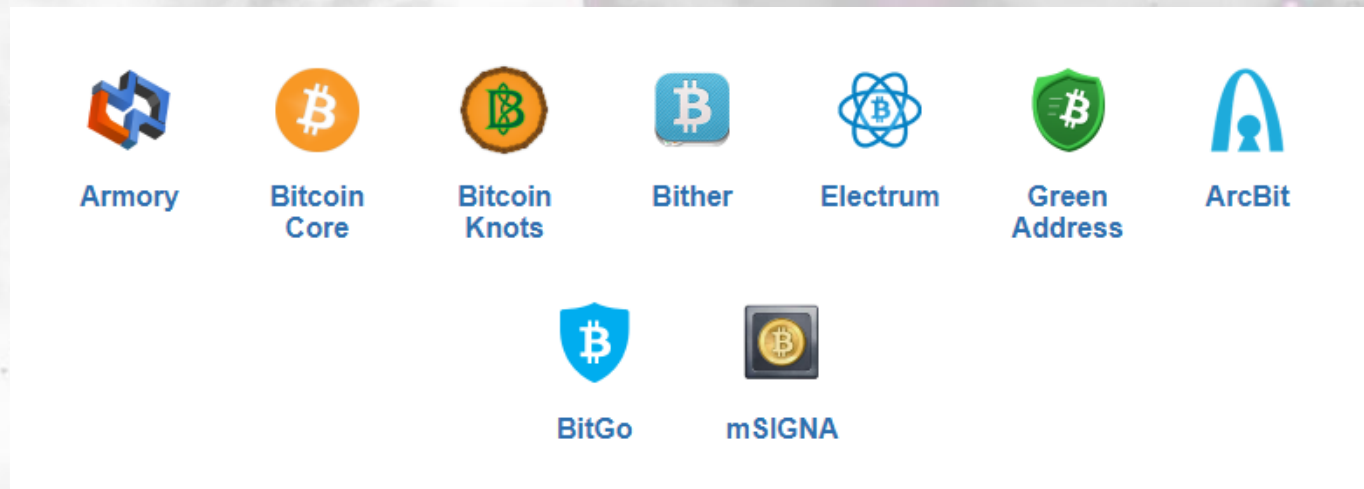 Armory
Bitcoin
Core
Bitcoin
Knots
Bither
Electrum
Green
Address
ArcBit
BitGo
mSIGNA